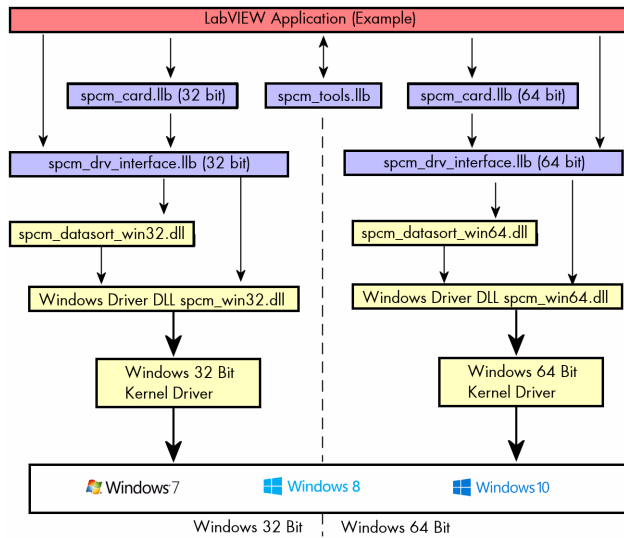 LabVIEW Application (Example)
spcm_card.llb (32 bit)
spcm_tools.llb
spcm_card.llb (64 bit)
spcm_drv_interface.llb (32 bit)
spcm_drv_interface.llb (64 bit)
spcm_datasort_win32.dll
spcm_datasort_win64.dll
Windows Driver DLL spcm_win32.dll
Windows Driver DLL spcm_win64.dll
Windows 32 Bit
Kernel Driver
Windows 64 Bit
Kernel Driver
Windows 7
Windows 8
Windows 10
Windows 32 Bit
Windows 64 Bit